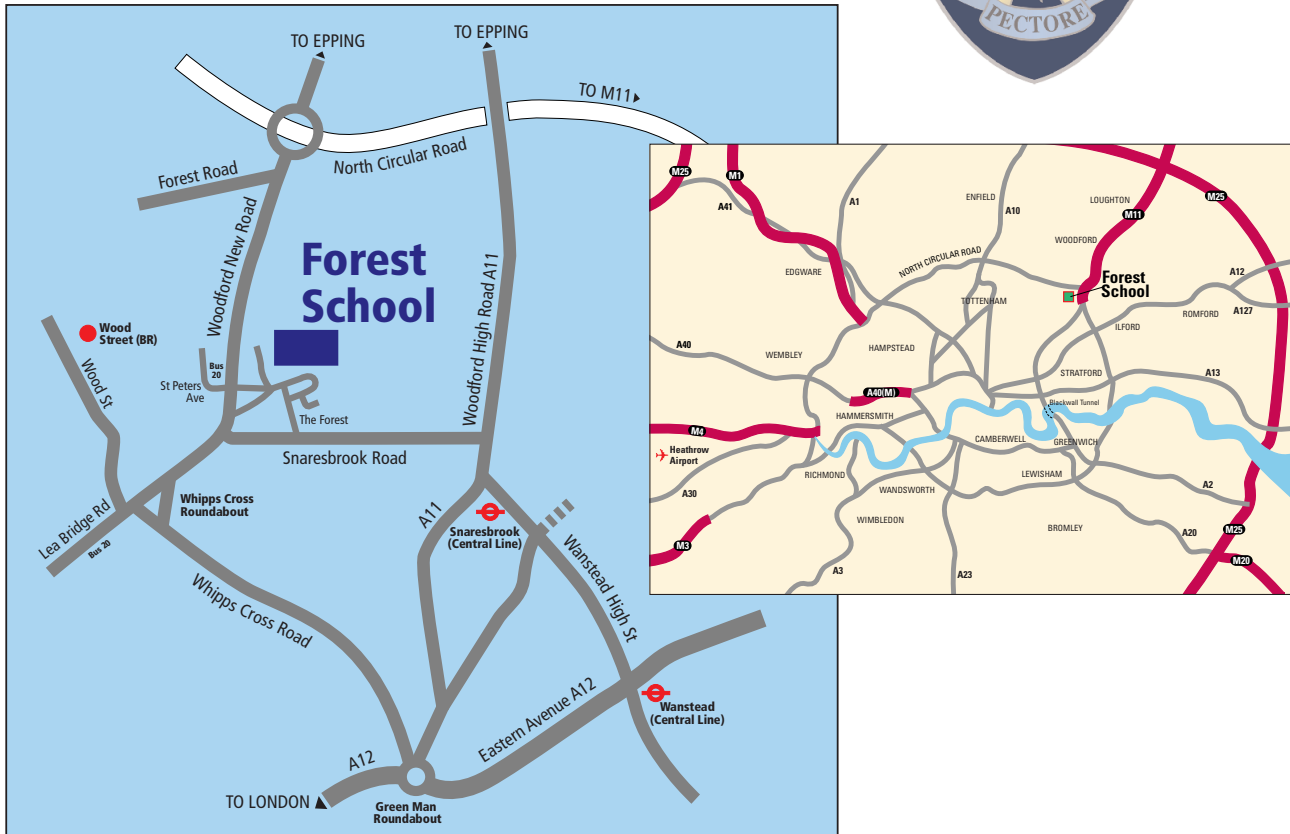 PECTORE
TO EPPING
TO EPPING
TO M11
North Circular Road
Forest Road
Woodford New Road
Forest
School
Woodford High Road A11
Wood
Street (BR)
Wood St
Bus
20
St Peters
Ave
The Forest
Snaresbrook Road
Whipps Cross
Roundabout
Lea Bridge Rd
Bus 20
A11
Snaresbrook
(Central Line)
Wanstead High St
Whipps Cross Road
Eastern Avenue A12
Wanstead
(Central Line)
A12
TO LONDON
Green Man
Roundabout
M25
M1
A41
A1
ENFIELD
A10
LOUGHTON
M11
M25
WOODFORD
EDGWARE
NORTH CIRCULAR ROAD
Forest
School
A12
TOTTENHAM
ROMFORD
A127
ILFORD
A40
WEMBLEY
HAMPSTEAD
STRATFORD
A13
A40(M)
Blackwall Tunnel
HAMMERSMITH
M4
CAMBERWELL
GREENWICH
Heathrow
Airport
RICHMOND
LEWISHAM
A30
WANDSWORTH
A2
WIMBLEDON
BROMLEY
A20
M25
M3
A3
A23
M20